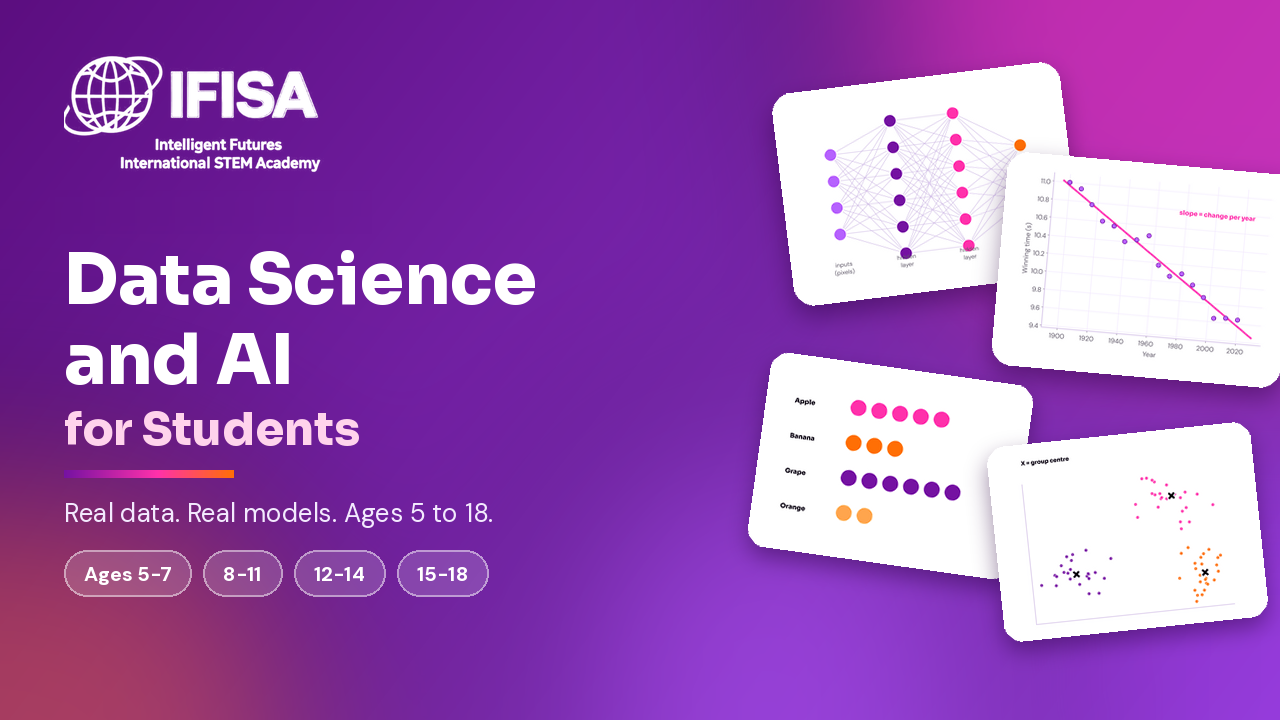 IFISA
Intelligent Futures
International STEM Academy
Data Science
and AI
for Students
Real data. Real models. Ages 5 to 18.
Ages 5-7
8-11
12-14
15-18
inputs
(pixels)
layer
layer
11.0
10.8
10.6
10.4
10.2
10.0
9.8
9.6
9.4
Winning time (s)
slope = change per year
1900 1920 1940 1960 1980 2000 2020
Year
Apple
Banana
Grape
Orange
X = group centre